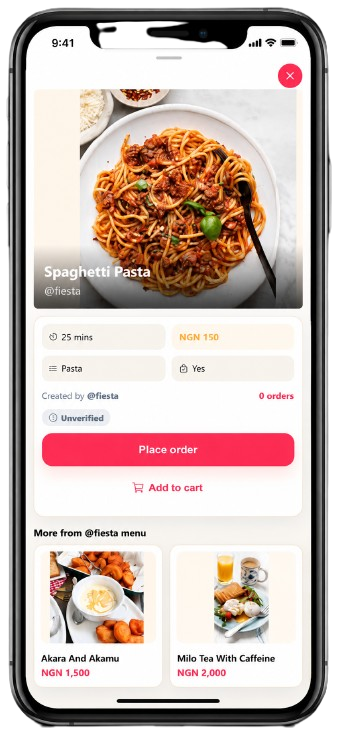 9:41
Spaghetti Pasta
@fiesta
25 mins
NGN 150
Pasta
Yes
Created by @fiesta
0 orders
Unverified
Place order
Add to cart
More from @fiesta menu
Akara And Akamu
Milo Tea With Caffeine
NGN 1,500
NGN 2,000